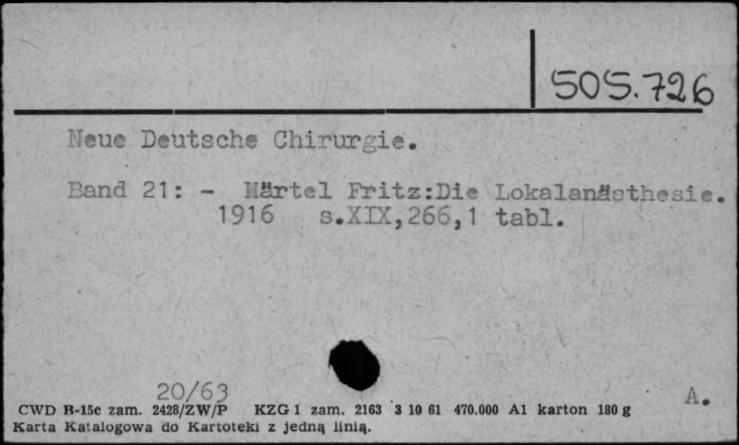 505.726
Neue Deutsche Chirurgie.
Band 21: - Härtel Fritz:Die Lokalanästhesie.
1916 s.XIX,266,1 tabl.
20/63
A.
CWD B-15c zam. 2428/ZW/P KZG 1 zam. 2163 3 10 61 470.000 A1 karton 180 g
Karta Katalogowa do Kartoteki z jedną linią.